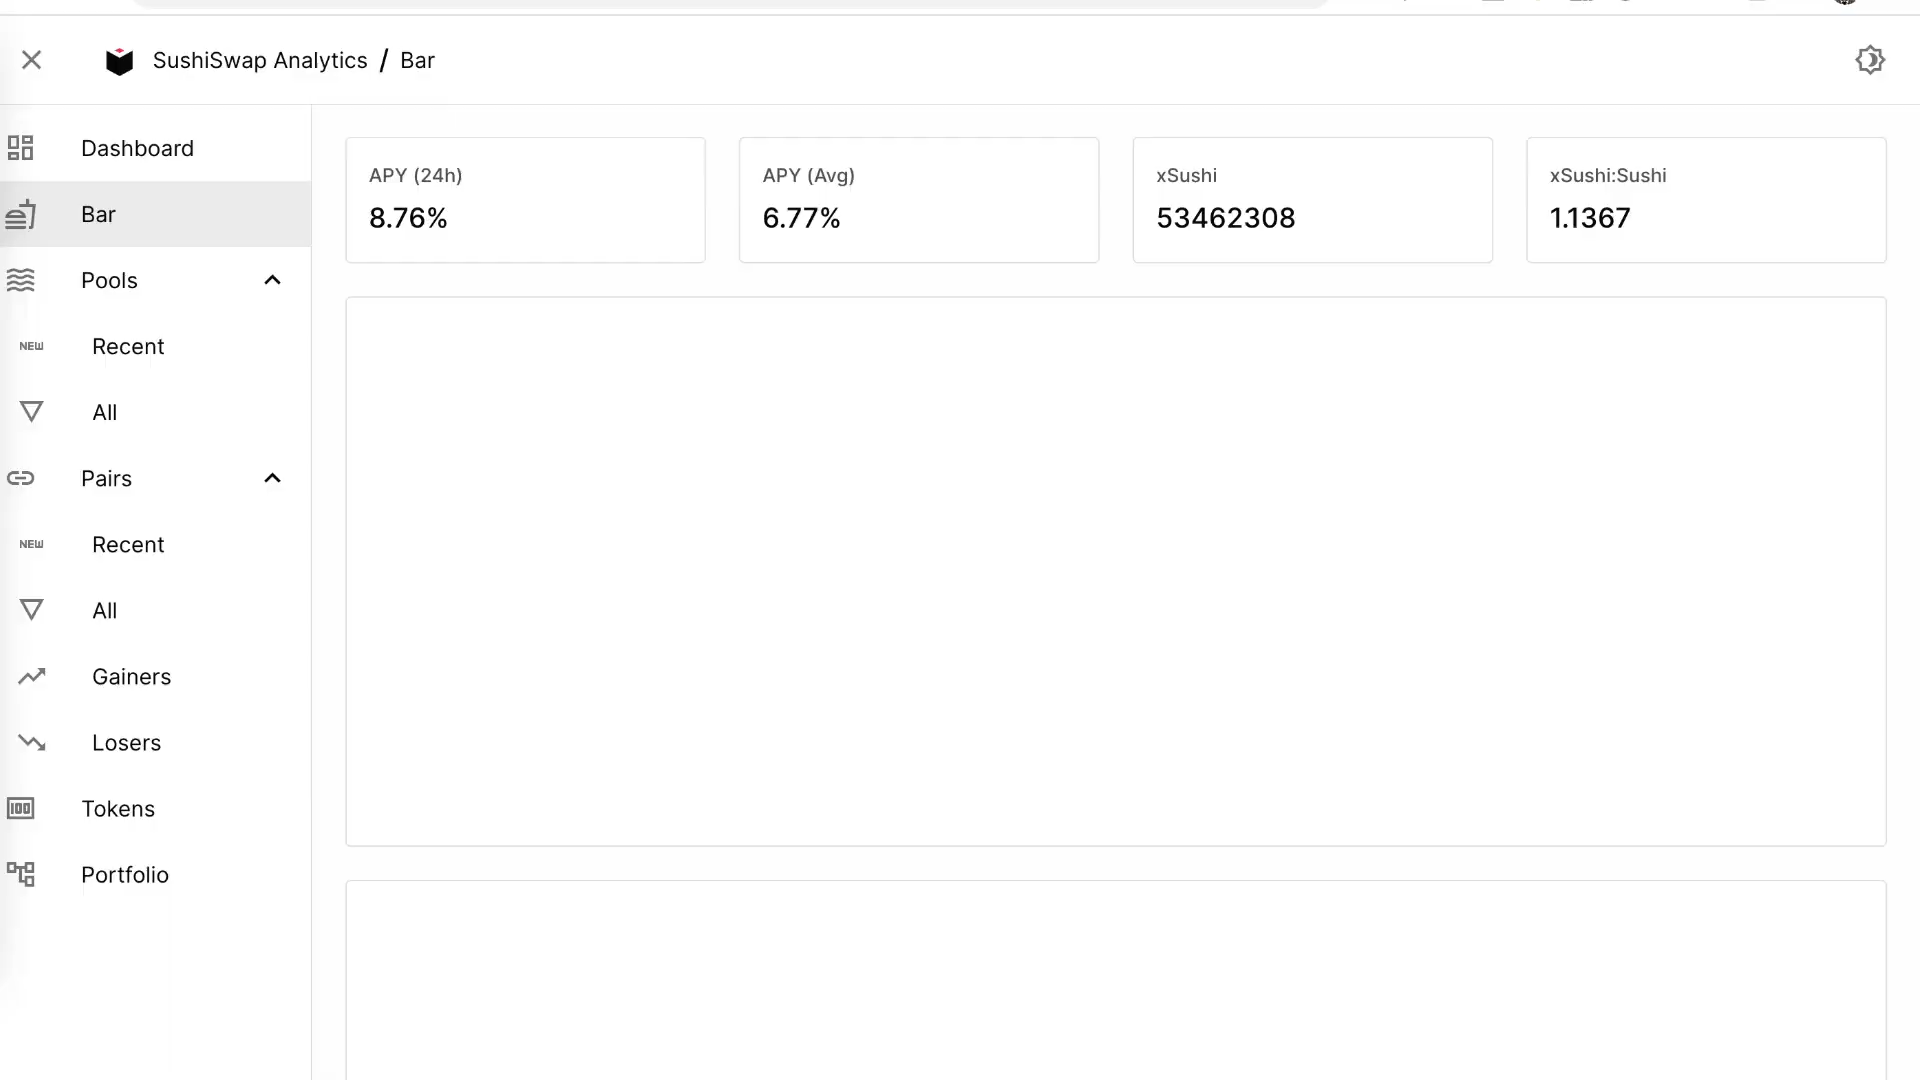 SushiSwap Analytics / Bar
Dashboard
Bar
Pools
NEW Recent
All
Pairs
NEW Recent
All
Gainers
Losers
100 Tokens
Portfolio
APY (24h)
8.76%
APY (Avg)
6.77%
xSushi
53462308
xSushi:Sushi
1.1367